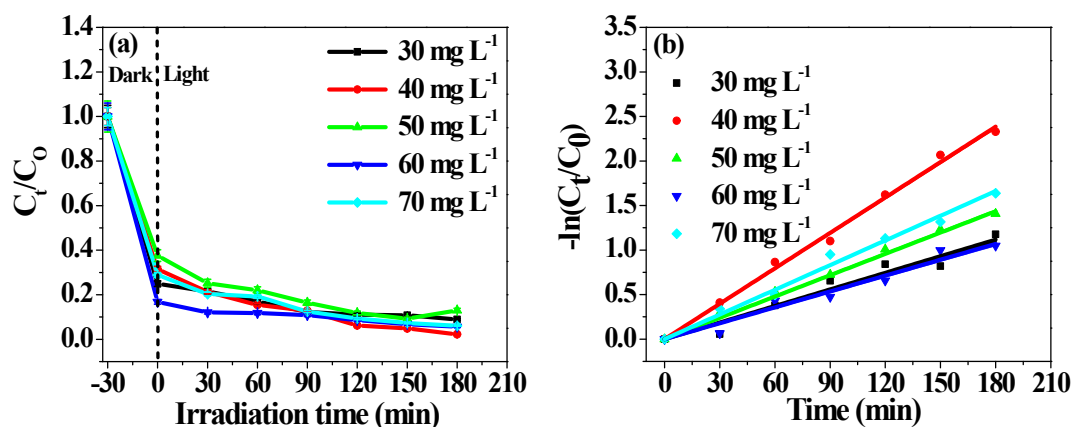 (a)
Dark Light
30 mg L-1
40 mg L-1
50 mg L-1
60 mg L-1
70 mg L-1
Ct/Co
1.4
1.2
1.0
0.8
0.6
0.4
0.2
0.0
-30 0 30 60 90 120 150 180 210
Irradiation time (min)
(b)
30 mg L-1
40 mg L-1
50 mg L-1
60 mg L-1
70 mg L-1
-ln(Ct/C0)
-3.5
3.0
2.5
2.0
1.5
1.0
0.5
0.0
0 30 60 90 120 150 180 210
Time (min)